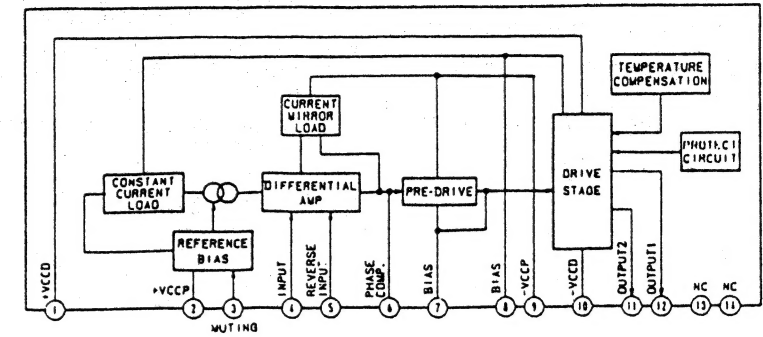 TEMPERATURE
COMPENSATION
CURRENT
MIRROR
LOAD
PROTECT
CIRCUIT
CONSTANT
CURRENT
LOAD
DIFFERENTIAL
AMP
PRE-DRIVE
DRIVE
STAGE
REFERENCE
BIAS
+VCCD
+VCCP
INPUT
REVERSE
INPUT
PHASE
COMP.
BIAS
BIAS
-VCCP
-VCCD
OUTPUT2
OUTPUT1
NC
NC
1 2 3 4 5 6 7 8 9 10 11 12 13 14
MUTING